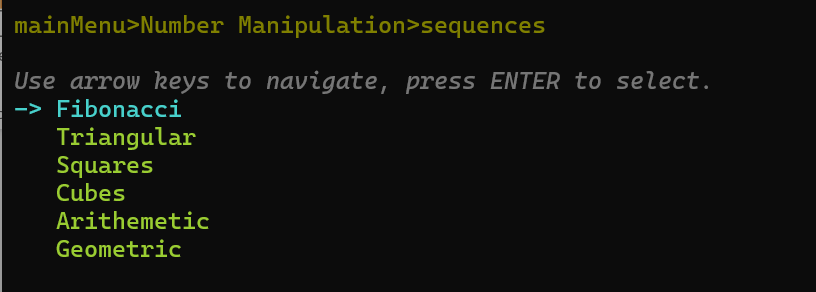 mainMenu>Number Manipulation>sequences
Use arrow keys to navigate, press ENTER to select.
-> Fibonacci
Triangular
Squares
Cubes
Arithemetic
Geometric